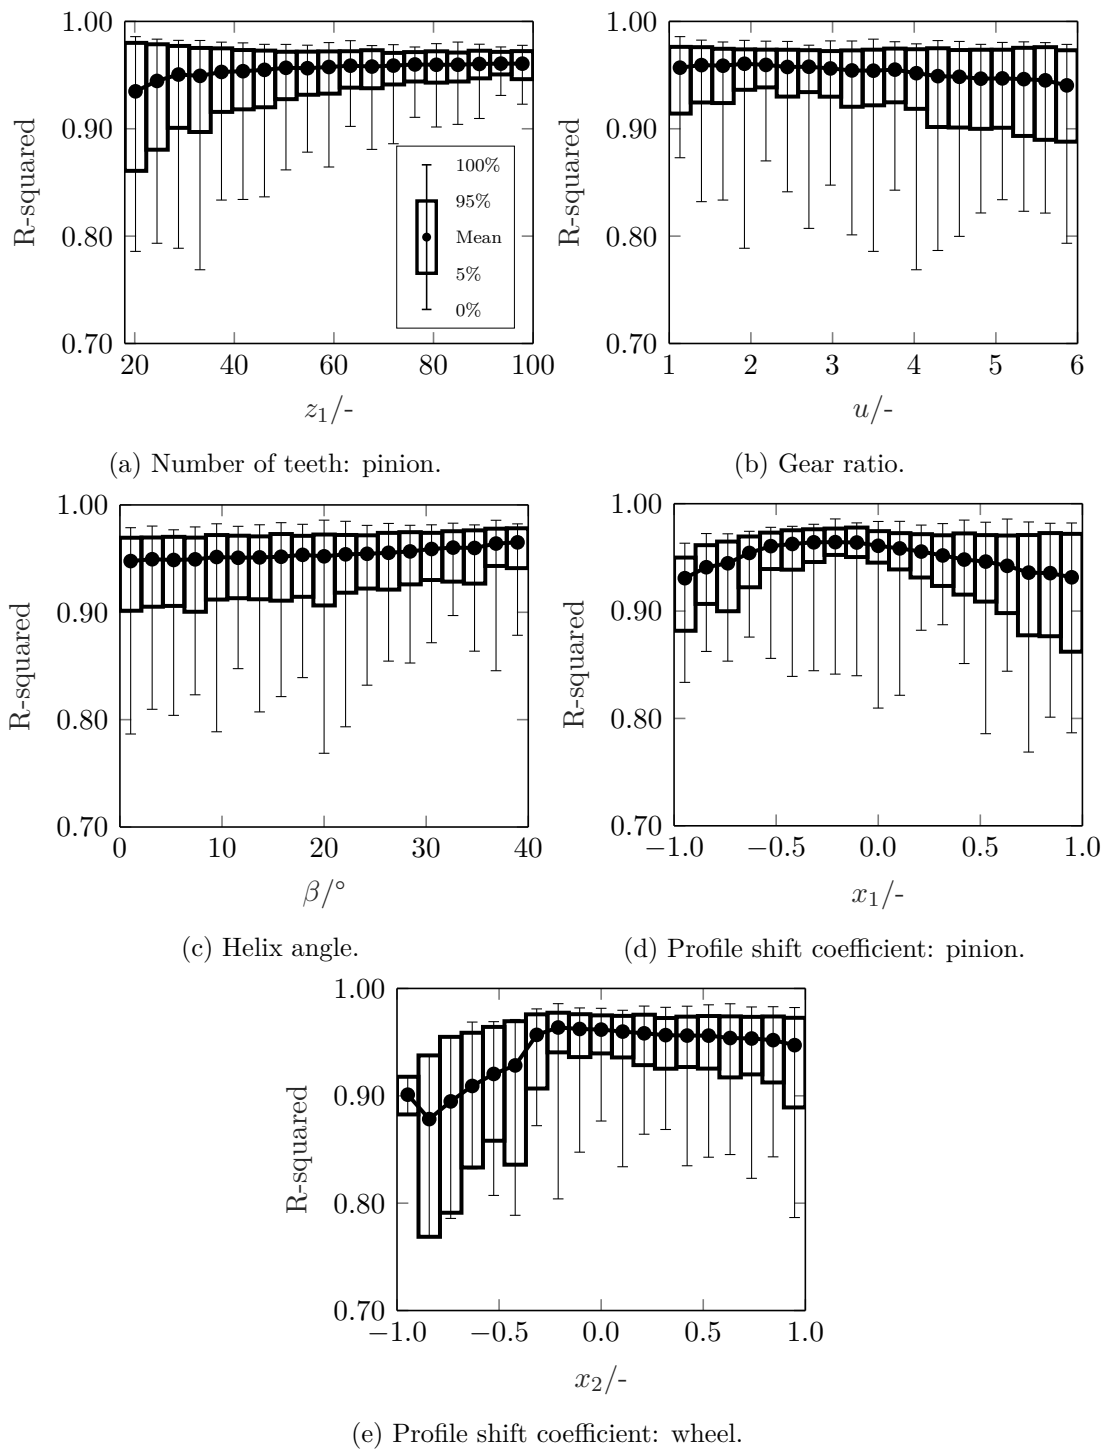 1.00
0.90
0.80
0.70
R-squared
20 40 60 80 100
z₁/-
100%
95%
Mean
5%
0%
(a) Number of teeth: pinion.
1.00
0.90
0.80
0.70
R-squared
1 2 3 4 5 6
u/-
(b) Gear ratio.
1.00
0.90
0.80
0.70
R-squared
0 10 20 30 40
β/°
(c) Helix angle.
1.00
0.90
0.80
0.70
R-squared
−1.0 −0.5 0.0 0.5 1.0
x₁/-
(d) Profile shift coefficient: pinion.
1.00
0.90
0.80
0.70
R-squared
−1.0 −0.5 0.0 0.5 1.0
x₂/-
(e) Profile shift coefficient: wheel.